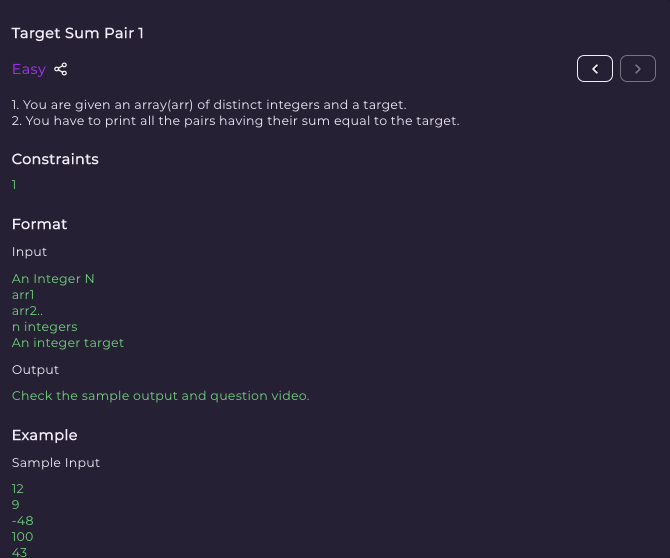 Target Sum Pair 1
Easy
1. You are given an array(arr) of distinct integers and a target.
2. You have to print all the pairs having their sum equal to the target.
Constraints
1
Format
Input
An Integer N
arr1
arr2..
n integers
An integer target
Output
Check the sample output and question video.
Example
Sample Input
12
9
-48
100
43